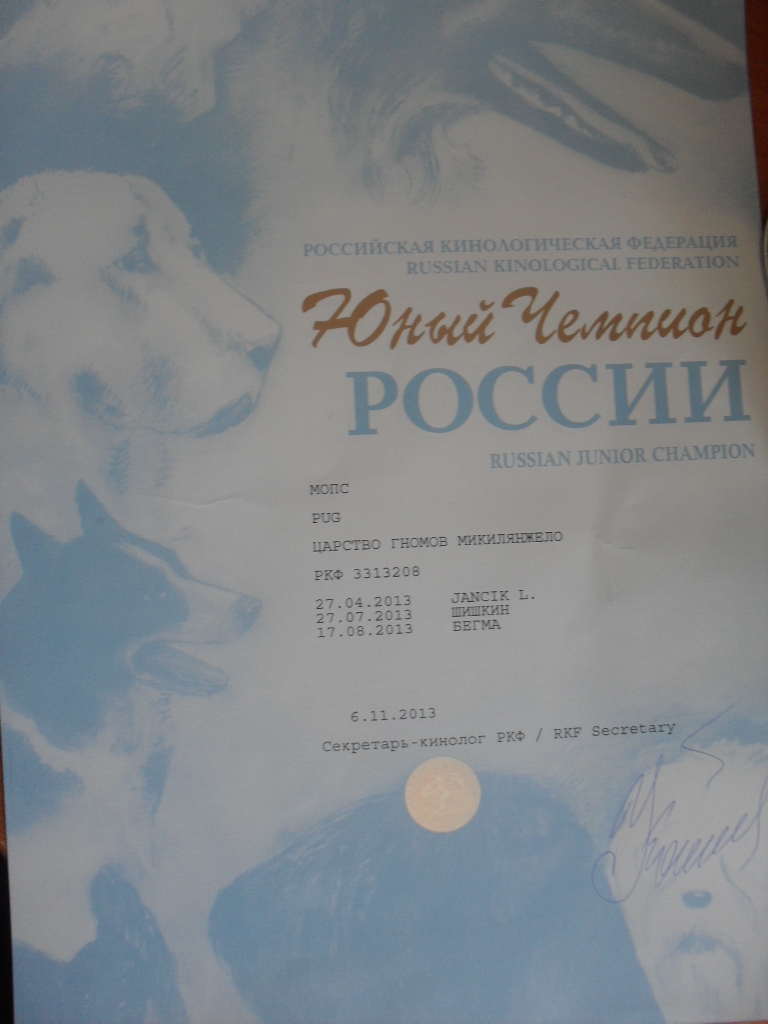 РОССИЙСКАЯ КИНОЛОГИЧЕСКАЯ ФЕДЕРАЦИЯ
RUSSIAN KINOLOGICAL FEDERATION
Юный Чемпион
РОССИИ
RUSSIAN JUNIOR CHAMPION
МОПС
PUG
ЦАРСТВО ГНОМОВ МИКИЛЯНЖЕЛО
РКФ 3313208
27.04.2013 JANCIK L.
27.07.2013 ШИШКИН
17.08.2013 БЕГМА
6.11.2013
Секретарь-кинолог РКФ / RKF Secretary